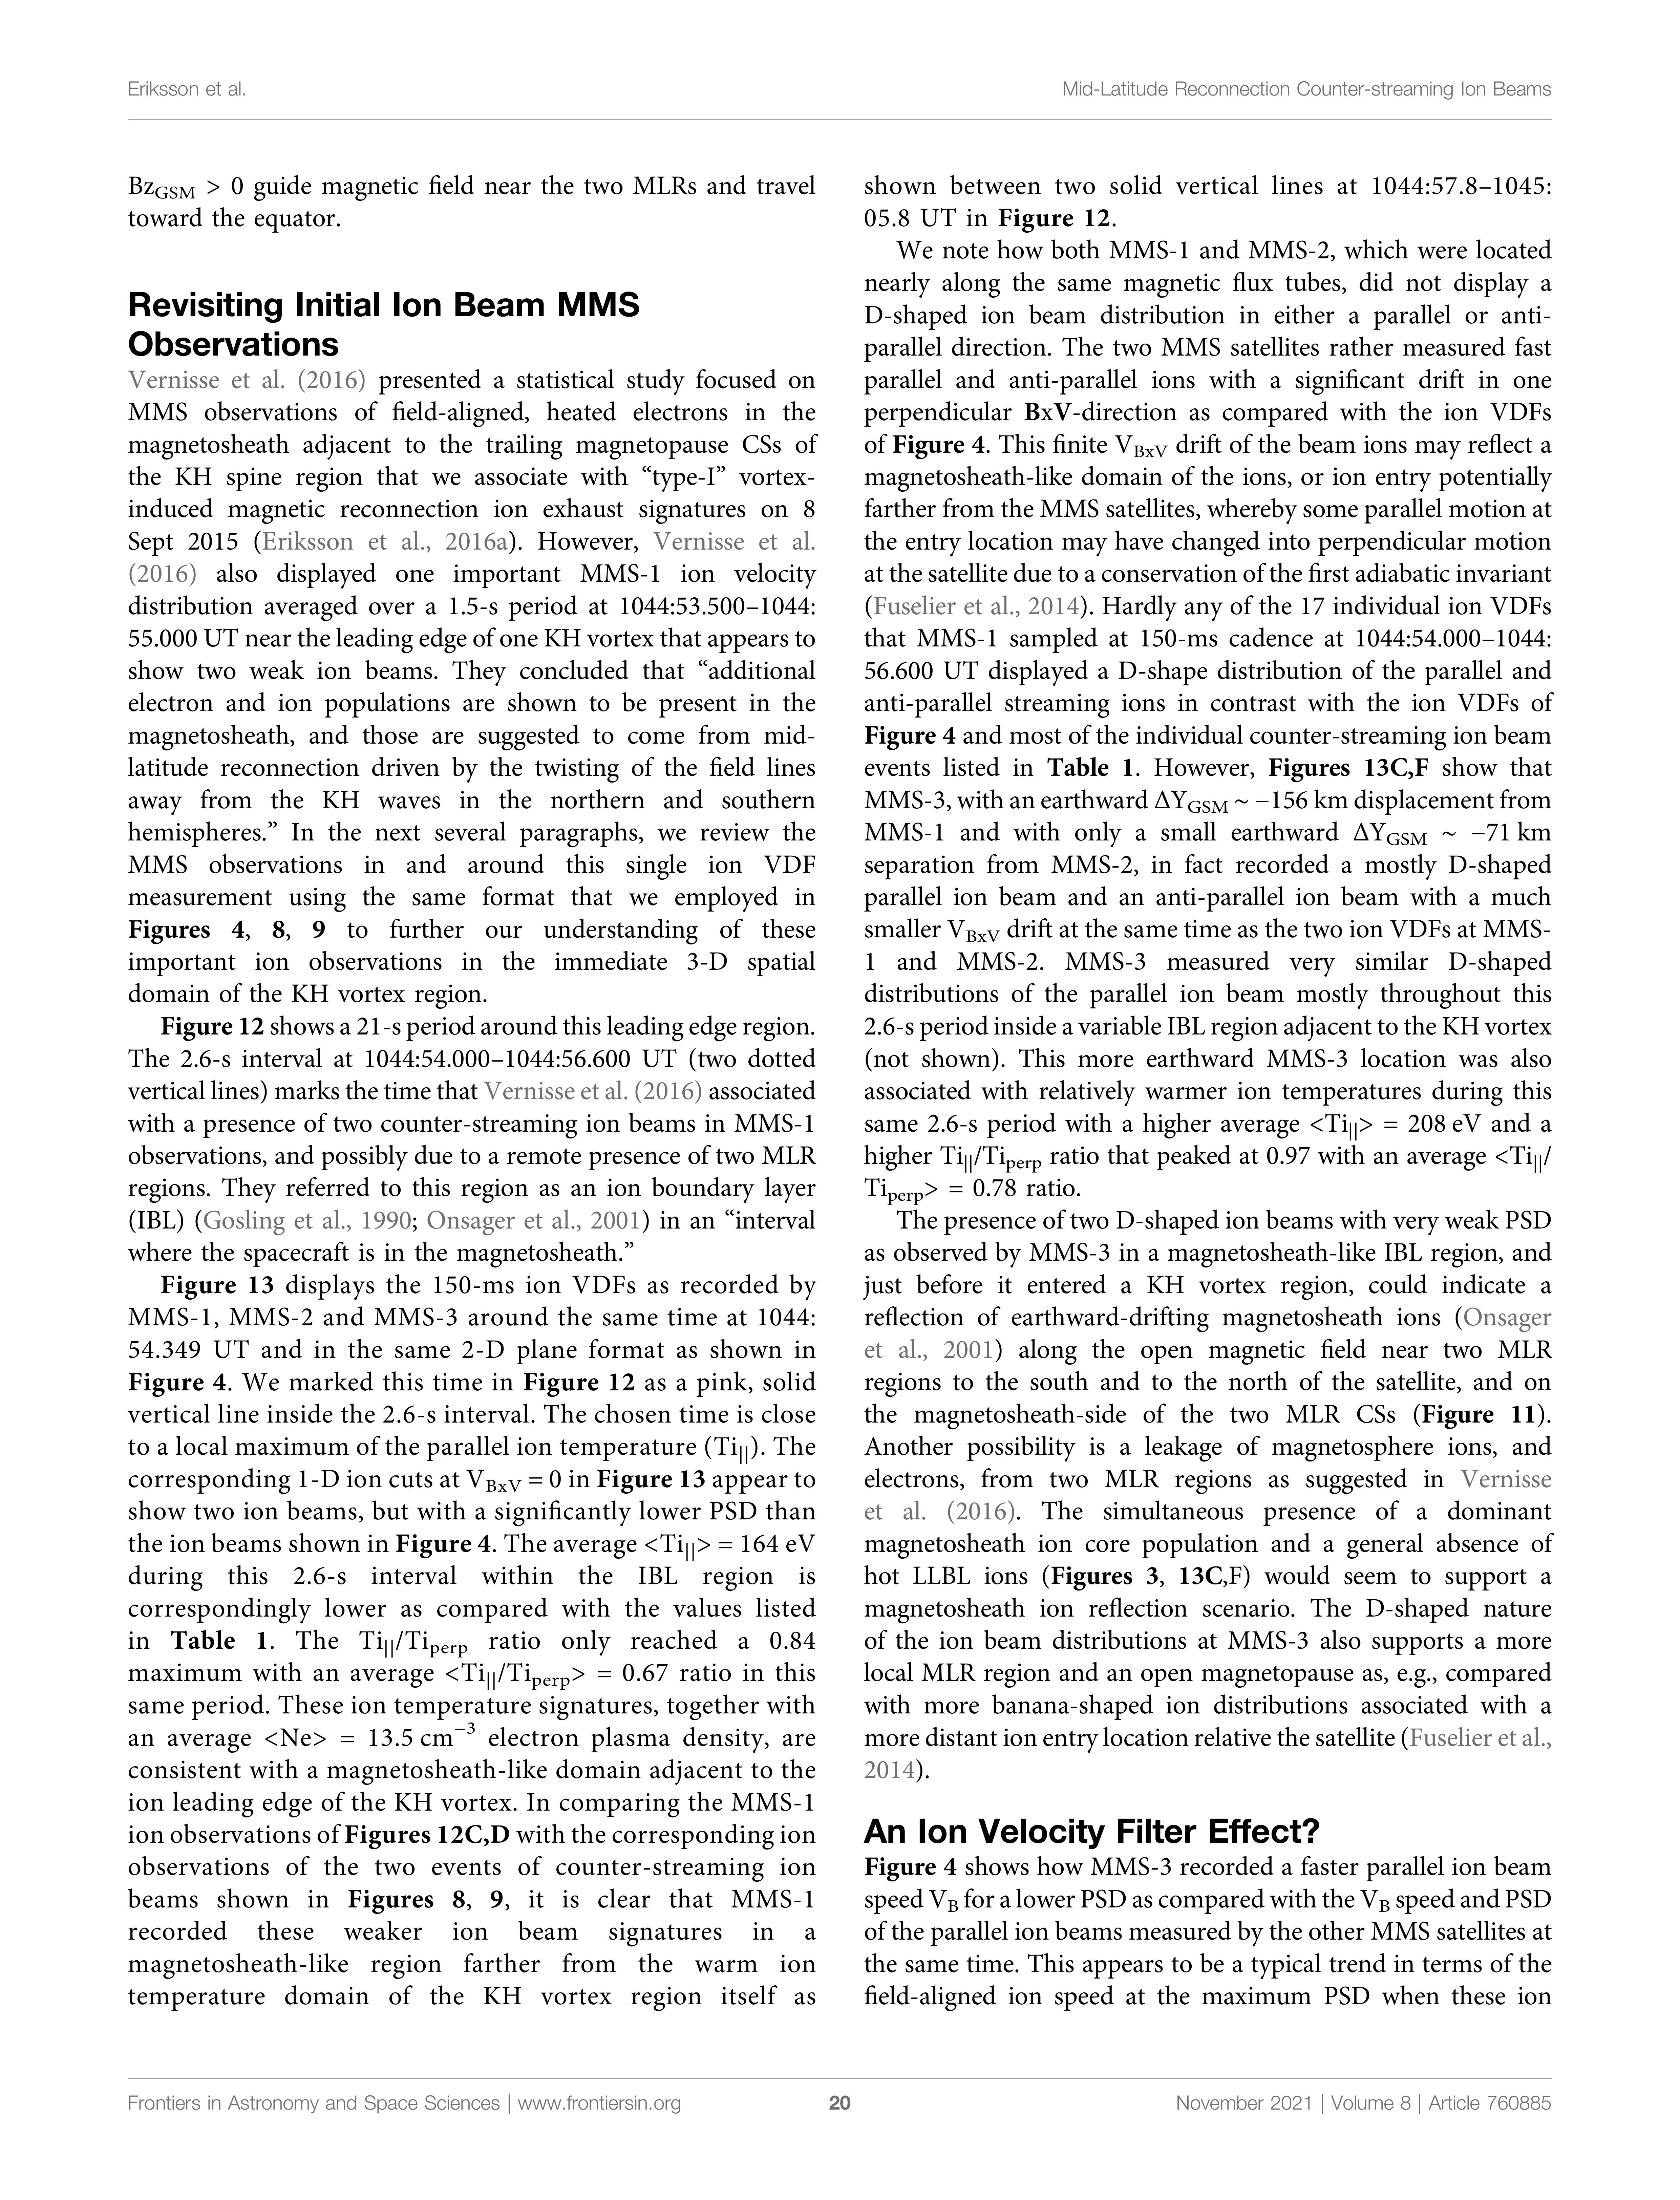 Eriksson et al.
Mid-Latitude Reconnection Counter-streaming Ion Beams
BzGSM > 0 guide magnetic field near the two MLRs and travel
toward the equator.
Revisiting Initial Ion Beam MMS
Observations
Vernisse et al. (2016) presented a statistical study focused on
MMS observations of field-aligned, heated electrons in the
magnetosheath adjacent to the trailing magnetopause CSs of
the KH spine region that we associate with “type-I” vortex-
induced magnetic reconnection ion exhaust signatures on 8
Sept 2015 (Eriksson et al., 2016a). However, Vernisse et al.
(2016) also displayed one important MMS-1 ion velocity
distribution averaged over a 1.5-s period at 1044:53.500–1044:
55.000 UT near the leading edge of one KH vortex that appears to
show two weak ion beams. They concluded that “additional
electron and ion populations are shown to be present in the
magnetosheath, and those are suggested to come from mid-
latitude reconnection driven by the twisting of the field lines
away from the KH waves in the northern and southern
hemispheres.” In the next several paragraphs, we review the
MMS observations in and around this single ion VDF
measurement using the same format that we employed in
Figures 4, 8, 9 to further our understanding of these
important ion observations in the immediate 3-D spatial
domain of the KH vortex region.
Figure 12 shows a 21-s period around this leading edge region.
The 2.6-s interval at 1044:54.000–1044:56.600 UT (two dotted
vertical lines) marks the time that Vernisse et al. (2016) associated
with a presence of two counter-streaming ion beams in MMS-1
observations, and possibly due to a remote presence of two MLR
regions. They referred to this region as an ion boundary layer
(IBL) (Gosling et al., 1990; Onsager et al., 2001) in an “interval
where the spacecraft is in the magnetosheath.”
Figure 13 displays the 150-ms ion VDFs as recorded by
MMS-1, MMS-2 and MMS-3 around the same time at 1044:
54.349 UT and in the same 2-D plane format as shown in
Figure 4. We marked this time in Figure 12 as a pink, solid
vertical line inside the 2.6-s interval. The chosen time is close
to a local maximum of the parallel ion temperature (Ti||). The
corresponding 1-D ion cuts at VBxV = 0 in Figure 13 appear to
show two ion beams, but with a significantly lower PSD than
the ion beams shown in Figure 4. The average <Ti||> = 164 eV
during this 2.6-s interval within the IBL region is
correspondingly lower as compared with the values listed
in Table 1. The Ti||/Tiperp ratio only reached a 0.84
maximum with an average <Ti||/Tiperp> = 0.67 ratio in this
same period. These ion temperature signatures, together with
an average <Ne> = 13.5 cm−3 electron plasma density, are
consistent with a magnetosheath-like domain adjacent to the
ion leading edge of the KH vortex. In comparing the MMS-1
ion observations of Figures 12C,D with the corresponding ion
observations of the two events of counter-streaming ion
beams shown in Figures 8, 9, it is clear that MMS-1
recorded these weaker ion beam signatures in a
magnetosheath-like region farther from the warm ion
temperature domain of the KH vortex region itself as
shown between two solid vertical lines at 1044:57.8–1045:
05.8 UT in Figure 12.
We note how both MMS-1 and MMS-2, which were located
nearly along the same magnetic flux tubes, did not display a
D-shaped ion beam distribution in either a parallel or anti-
parallel direction. The two MMS satellites rather measured fast
parallel and anti-parallel ions with a significant drift in one
perpendicular BxV-direction as compared with the ion VDFs
of Figure 4. This finite VBxV drift of the beam ions may reflect a
magnetosheath-like domain of the ions, or ion entry potentially
farther from the MMS satellites, whereby some parallel motion at
the entry location may have changed into perpendicular motion
at the satellite due to a conservation of the first adiabatic invariant
(Fuselier et al., 2014). Hardly any of the 17 individual ion VDFs
that MMS-1 sampled at 150-ms cadence at 1044:54.000–1044:
56.600 UT displayed a D-shape distribution of the parallel and
anti-parallel streaming ions in contrast with the ion VDFs of
Figure 4 and most of the individual counter-streaming ion beam
events listed in Table 1. However, Figures 13C,F show that
MMS-3, with an earthward ΔYGSM ~ −156 km displacement from
MMS-1 and with only a small earthward ΔYGSM ~ −71 km
separation from MMS-2, in fact recorded a mostly D-shaped
parallel ion beam and an anti-parallel ion beam with a much
smaller VBxV drift at the same time as the two ion VDFs at MMS-
1 and MMS-2. MMS-3 measured very similar D-shaped
distributions of the parallel ion beam mostly throughout this
2.6-s period inside a variable IBL region adjacent to the KH vortex
(not shown). This more earthward MMS-3 location was also
associated with relatively warmer ion temperatures during this
same 2.6-s period with a higher average <Ti||> = 208 eV and a
higher Ti||/Tiperp ratio that peaked at 0.97 with an average <Ti||/
Tiperp> = 0.78 ratio.
The presence of two D-shaped ion beams with very weak PSD
as observed by MMS-3 in a magnetosheath-like IBL region, and
just before it entered a KH vortex region, could indicate a
reflection of earthward-drifting magnetosheath ions (Onsager
et al., 2001) along the open magnetic field near two MLR
regions to the south and to the north of the satellite, and on
the magnetosheath-side of the two MLR CSs (Figure 11).
Another possibility is a leakage of magnetosphere ions, and
electrons, from two MLR regions as suggested in Vernisse
et al. (2016). The simultaneous presence of a dominant
magnetosheath ion core population and a general absence of
hot LLBL ions (Figures 3, 13C,F) would seem to support a
magnetosheath ion reflection scenario. The D-shaped nature
of the ion beam distributions at MMS-3 also supports a more
local MLR region and an open magnetopause as, e.g., compared
with more banana-shaped ion distributions associated with a
more distant ion entry location relative the satellite (Fuselier et al.,
2014).
An Ion Velocity Filter Effect?
Figure 4 shows how MMS-3 recorded a faster parallel ion beam
speed VB for a lower PSD as compared with the VB speed and PSD
of the parallel ion beams measured by the other MMS satellites at
the same time. This appears to be a typical trend in terms of the
field-aligned ion speed at the maximum PSD when these ion
Frontiers in Astronomy and Space Sciences | www.frontiersin.org
20
November 2021 | Volume 8 | Article 760885